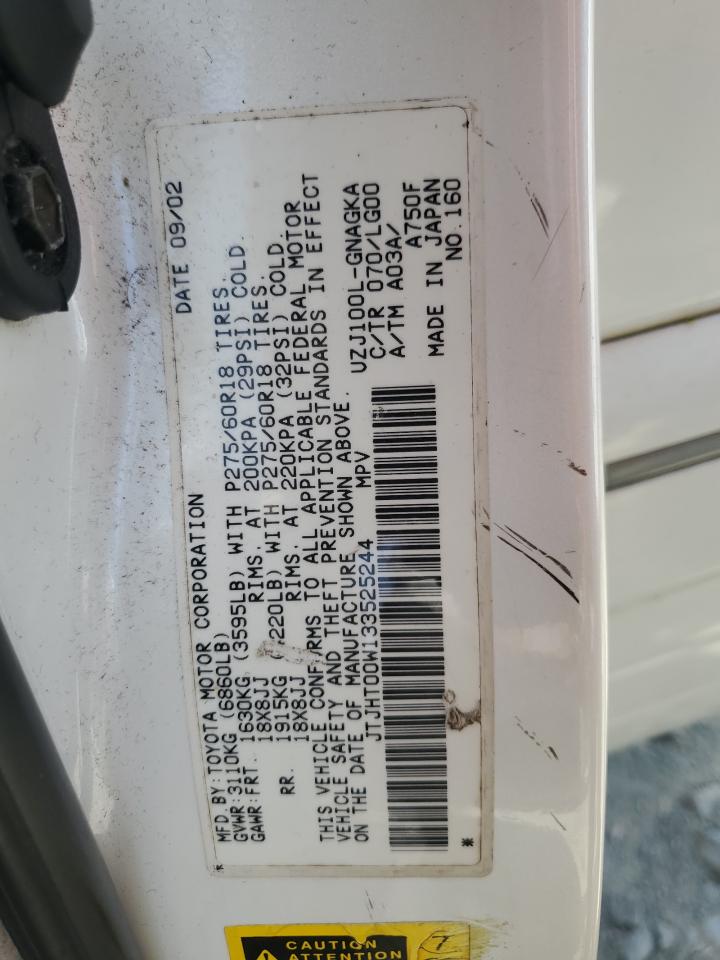 DATE 09/02
MFD. BY: TOYOTA MOTOR CORPORATION
GVWR: 3110KG (6860LB)
GAWR: FRT. 1630KG (3595LB) WITH P275/60R18 TIRES.
18X8JJ RIMS. AT 200KPA (29PSI) COLD.
RR. 1915KG ( 220LB) WITH P275/60R18 TIRES.
18X8JJ RIMS. AT 220KPA (32PSI) COLD.
THIS VEHICLE CONFORMS TO ALL APPLICABLE FEDERAL MOTOR
VEHICLE SAFETY AND THEFT PREVENTION STANDARDS IN EFFECT
ON THE DATE OF MANUFACTURE SHOWN ABOVE.
JTJHT00W133525244 MPV
UZJ100L-GNAGKA
C/TR 070/LG00
A/TM A03A/ A750F
MADE IN JAPAN
NO.160
CAUTION
ATTENTION